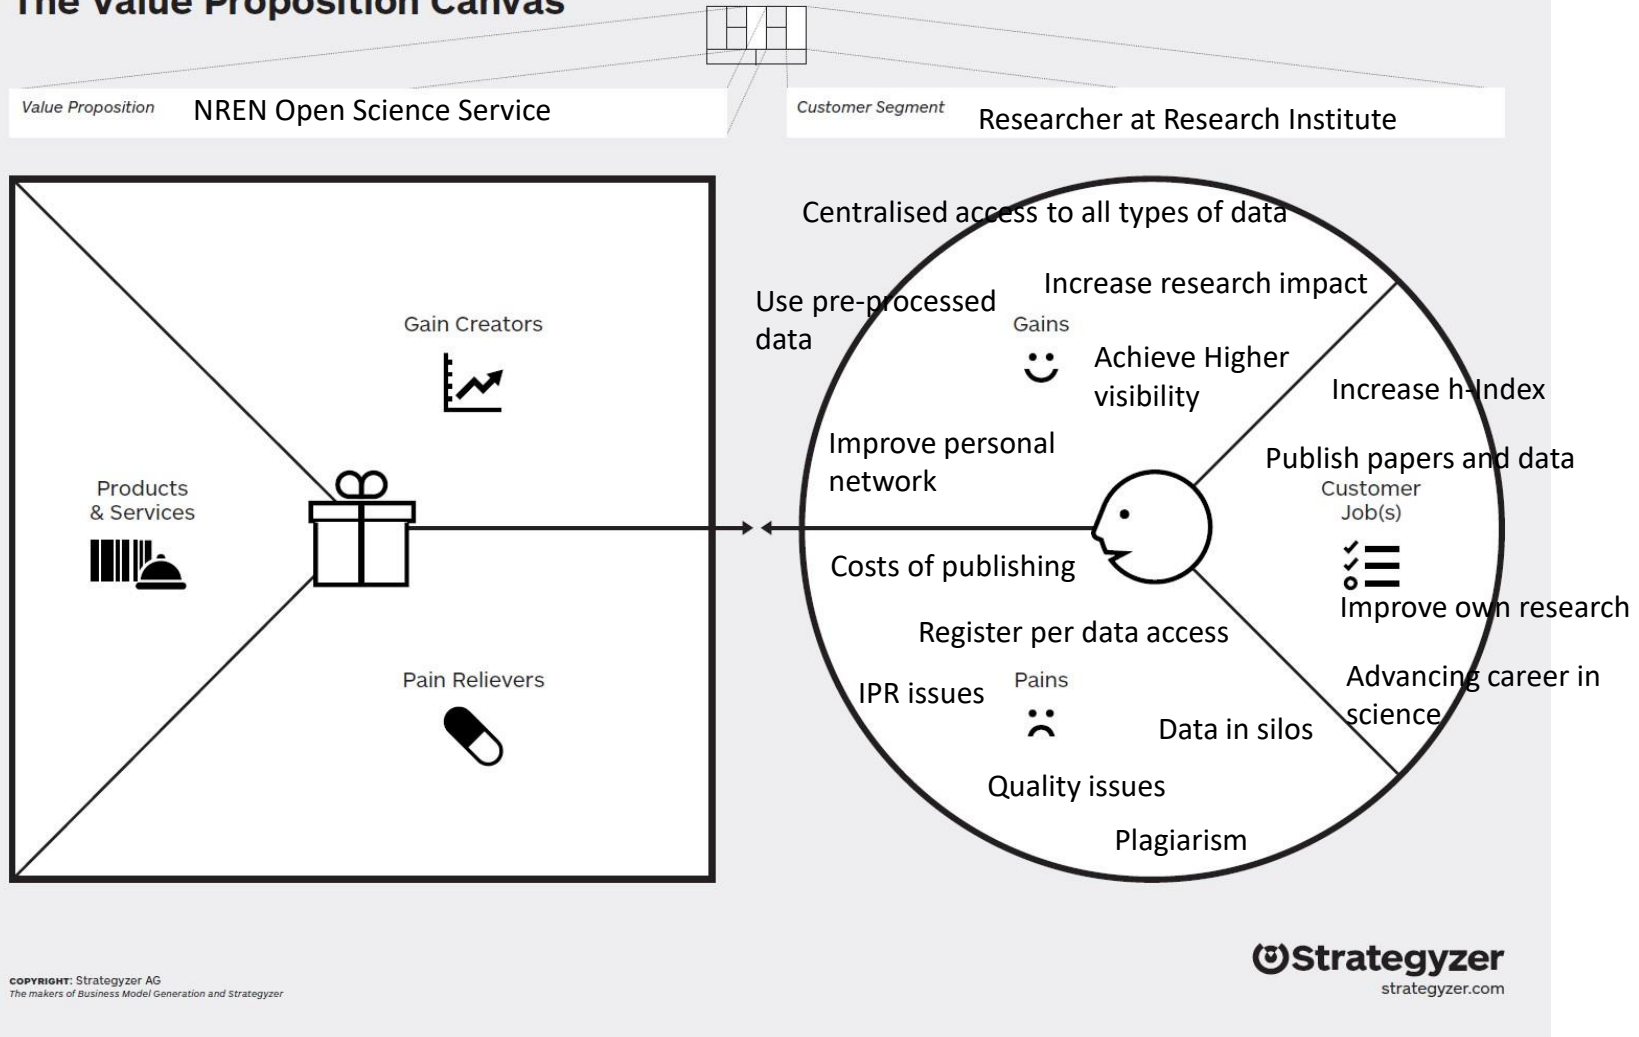 The Value Proposition Canvas
Value Proposition
NREN Open Science Service
Customer Segment
Researcher at Research Institute
Gain Creators
Products
& Services
Pain Relievers
Centralised access to all types of data
Increase research impact
Use pre-processed
data
Gains
Achieve Higher
visibility
Improve personal
network
Increase h-Index
Publish papers and data
Customer
Job(s)
Improve own research
Advancing career in
science
Costs of publishing
Register per data access
IPR issues
Pains
Data in silos
Quality issues
Plagiarism
COPYRIGHT: Strategyzer AG
The makers of Business Model Generation and Strategyzer
Strategyzer
strategyzer.com